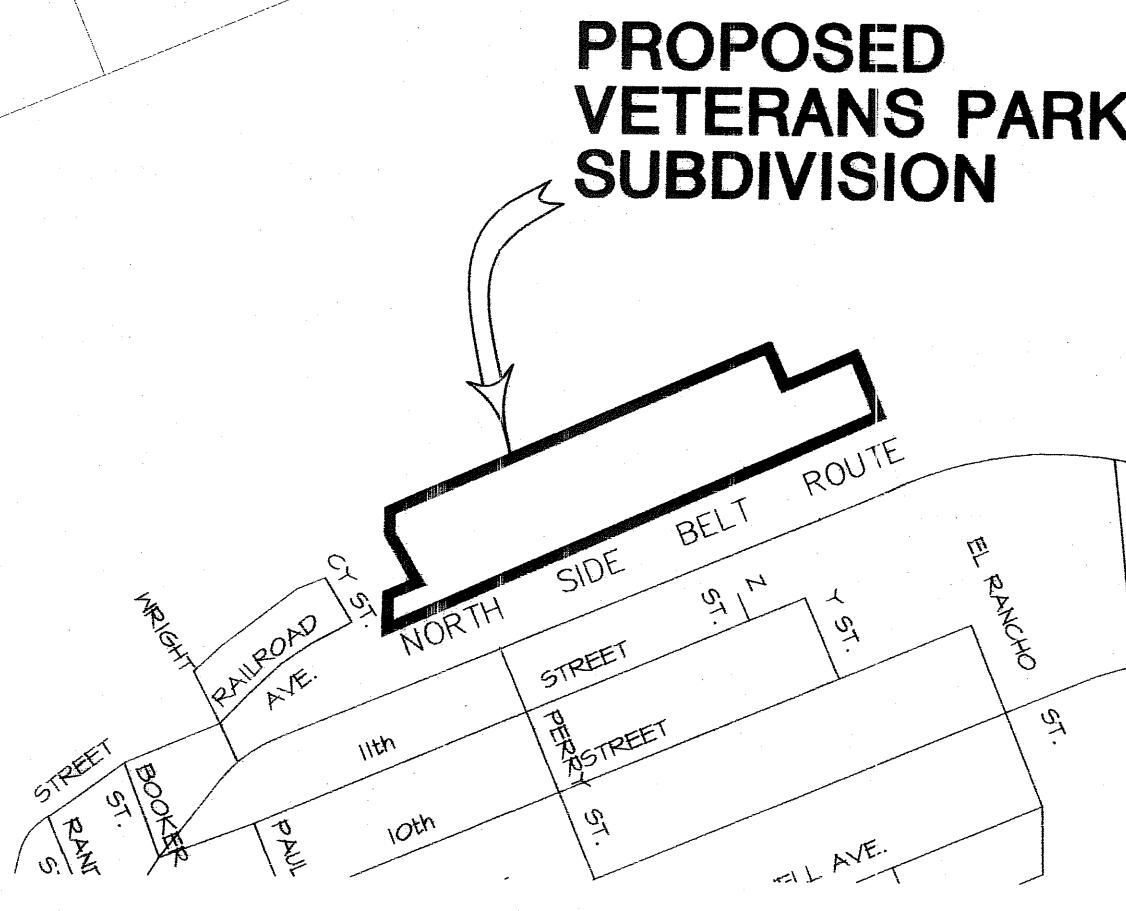 PROPOSED
VETERANS PARK
SUBDIVISION
NORTH SIDE BELT ROUTE
CY ST.
WRIGHT
RAILROAD
AVE.
EL RANCHO
ST.
Z
ST.
Y ST.
11th STREET
10th STREET
PERRY
ST.
STREET
BOOKER
ST.
PAUL
AVE.